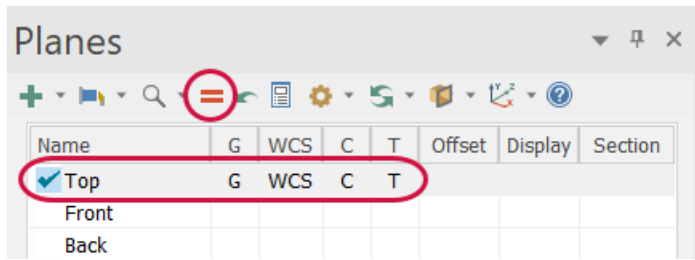 Planes
Name G WCS C T Offset Display Section
Top G WCS C T
Front
Back